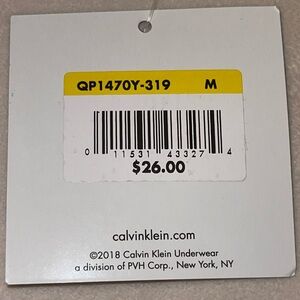 QP1470Y-319 M
0 11531 43327 4
$26.00
calvinklein.com
©2018 Calvin Klein Underwear
a division of PVH Corp., New York, NY